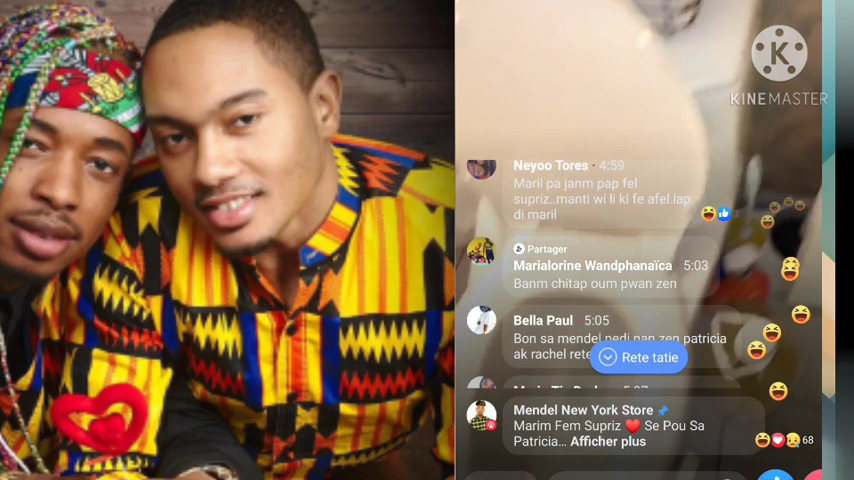 KINEMASTER
Neyoo Tores · 4:59
Maril pa janm pap fel
supriz..manti wi li ki fe afel.lap
di maril
Partager
Marialorine Wandphanaïca · 5:03
Banm chitap oum pwan zen
Bella Paul · 5:05
Bon sa mendel pedi nan zen patricia
ak rachel rete
Rete tatie
Mendel New York Store
Marim Fem Supriz ❤️ Se Pou Sa
Patricia... Afficher plus
68